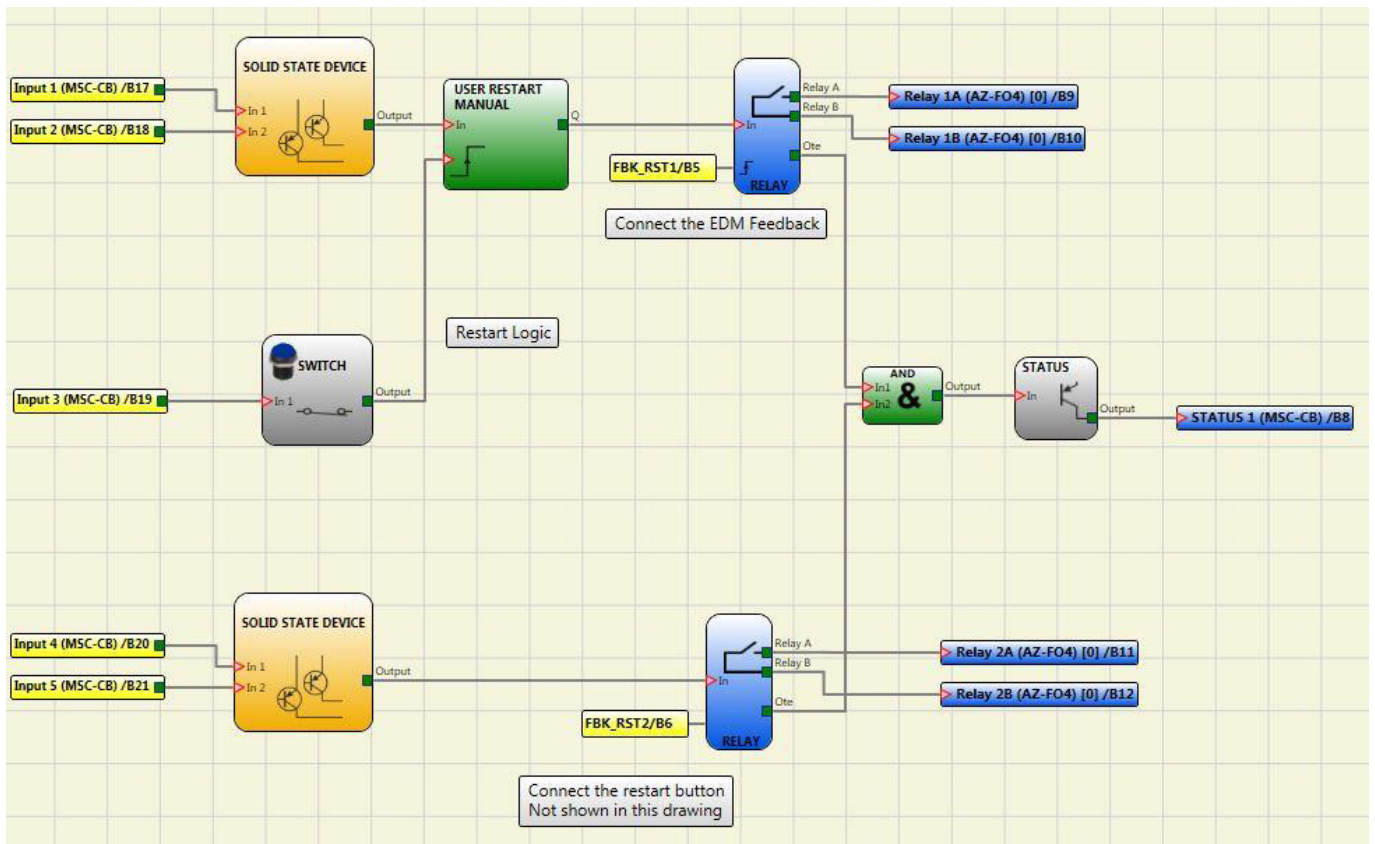 Input 1 (MSC-CB) /B17
Input 2 (MSC-CB) /B18
SOLID STATE DEVICE
In 1
In 2
Output
USER RESTART
MANUAL
In
Q
FBK_RST1/B5
In
Relay A
Relay B
Ote
RELAY
Relay 1A (AZ-FO4) [0] /B9
Relay 1B (AZ-FO4) [0] /B10
Connect the EDM Feedback
Restart Logic
Input 3 (MSC-CB) /B19
SWITCH
In 1
Output
AND
In1
In2
&
Output
STATUS
In
Output
STATUS 1 (MSC-CB) /B8
Input 4 (MSC-CB) /B20
Input 5 (MSC-CB) /B21
SOLID STATE DEVICE
In 1
In 2
Output
FBK_RST2/B6
In
Relay A
Relay B
Ote
RELAY
Relay 2A (AZ-FO4) [0] /B11
Relay 2B (AZ-FO4) [0] /B12
Connect the restart button
Not shown in this drawing